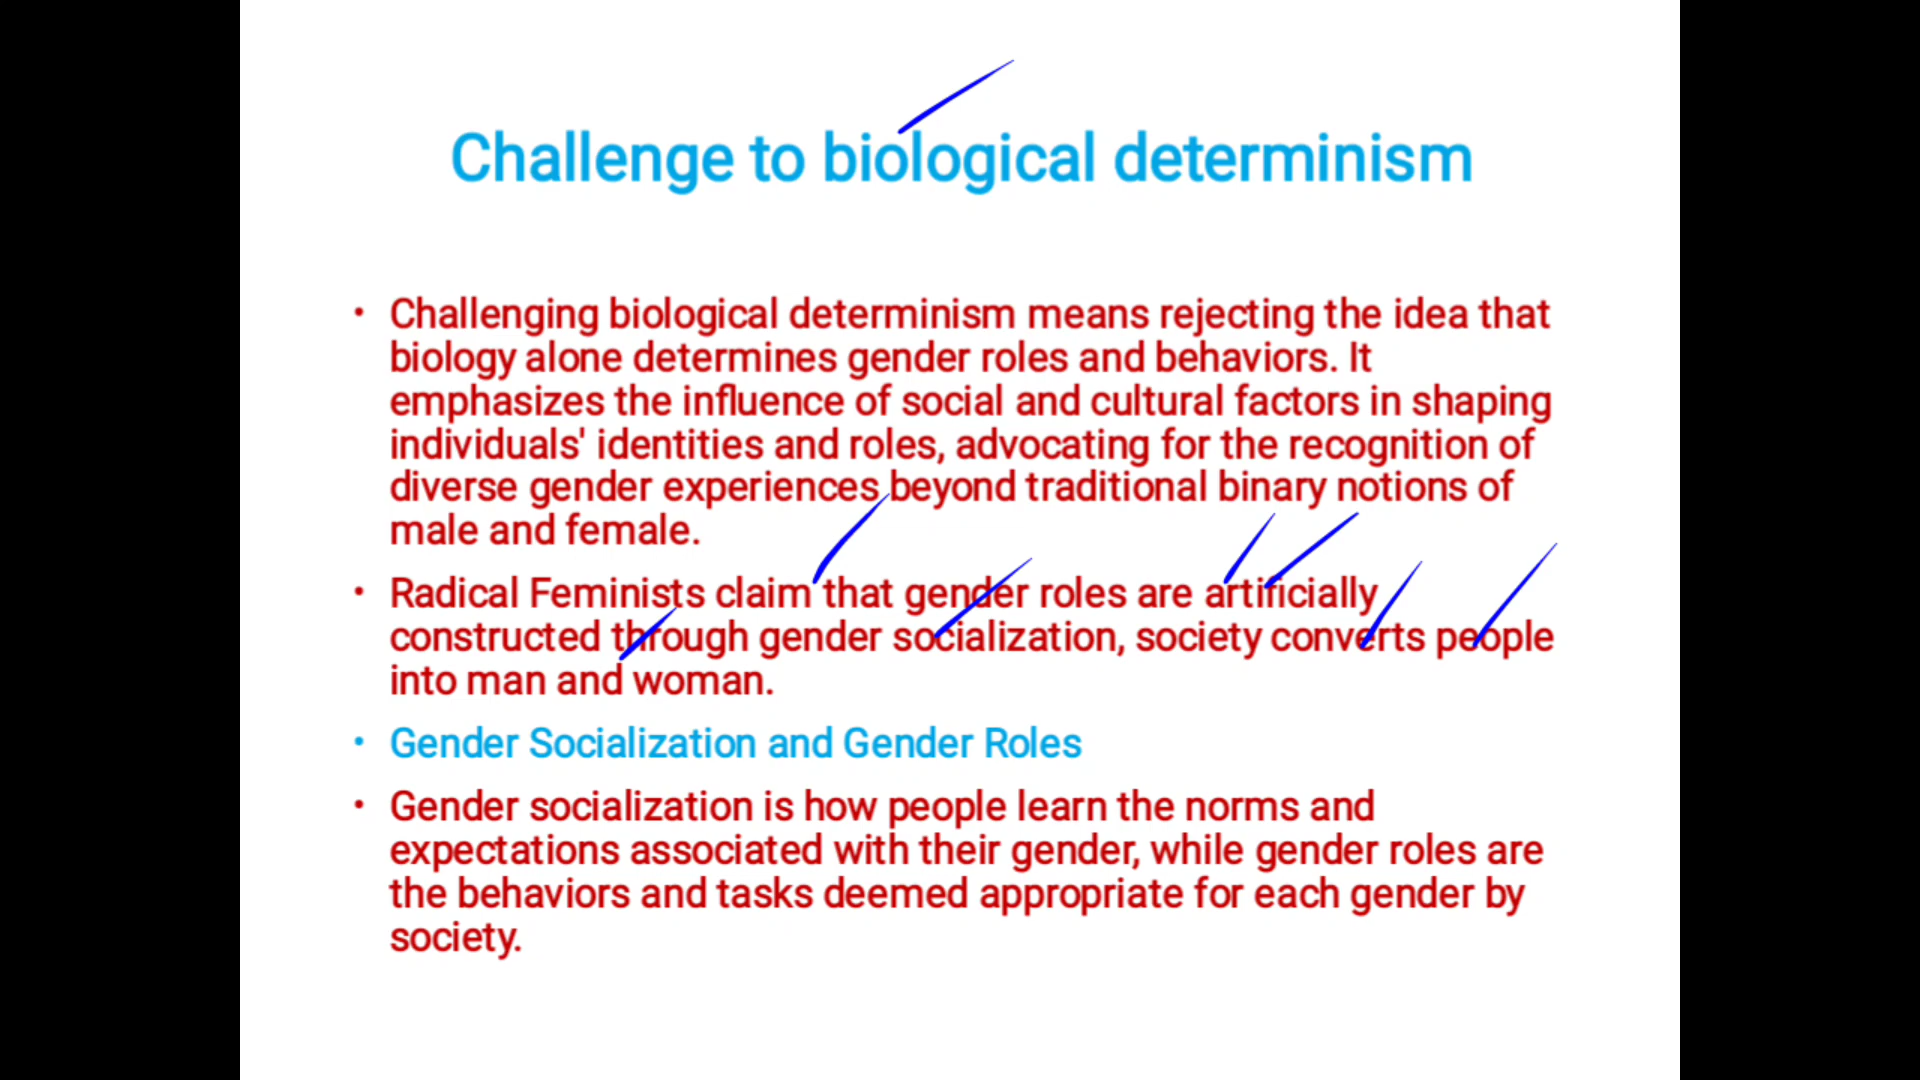 Challenge to biological determinism
• Challenging biological determinism means rejecting the idea that
biology alone determines gender roles and behaviors. It
emphasizes the influence of social and cultural factors in shaping
individuals' identities and roles, advocating for the recognition of
diverse gender experiences beyond traditional binary notions of
male and female.
• Radical Feminists claim that gender roles are artificially
constructed through gender socialization, society converts people
into man and woman.
• Gender Socialization and Gender Roles
• Gender socialization is how people learn the norms and
expectations associated with their gender, while gender roles are
the behaviors and tasks deemed appropriate for each gender by
society.